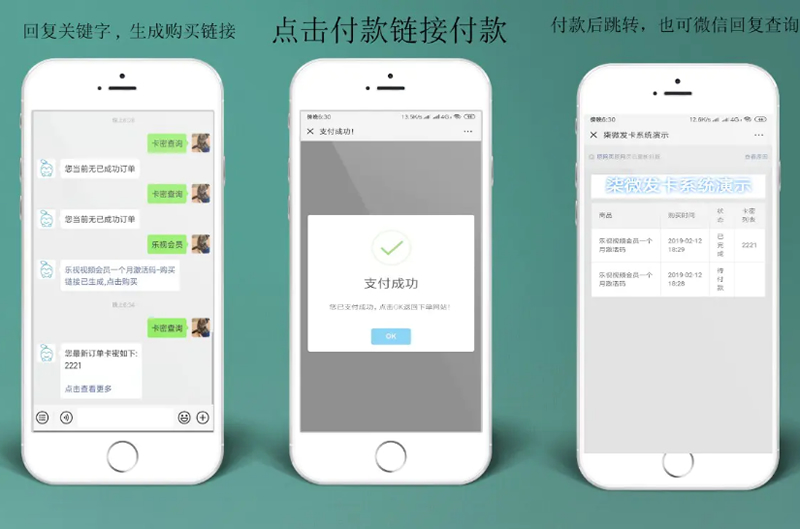 回复关键字，生成购买链接
点击付款链接付款
付款后跳转，也可微信回复查询
晚上6:30
卡密查询
您当前无已成功订单
卡密查询
您当前无已成功订单
乐视会员
乐视视频会员一个月激活码-购买
链接已生成,点击购买
晚上6:34
卡密查询
您最新订单卡密如下:
2221
点击查看更多
傍晚6:30 4G
支付成功!
支付成功
您已支付成功，点击OK返回下单网站!
OK
傍晚6:30 12.8K/s 4G
柒微发卡系统演示
柒微发卡系统演示
商品 购买时间 状态 卡密列表
乐视视频会员一个月激活码 2019-02-12 18:29 已完成 2221
乐视视频会员一个月激活码 2019-02-12 18:28 待付款